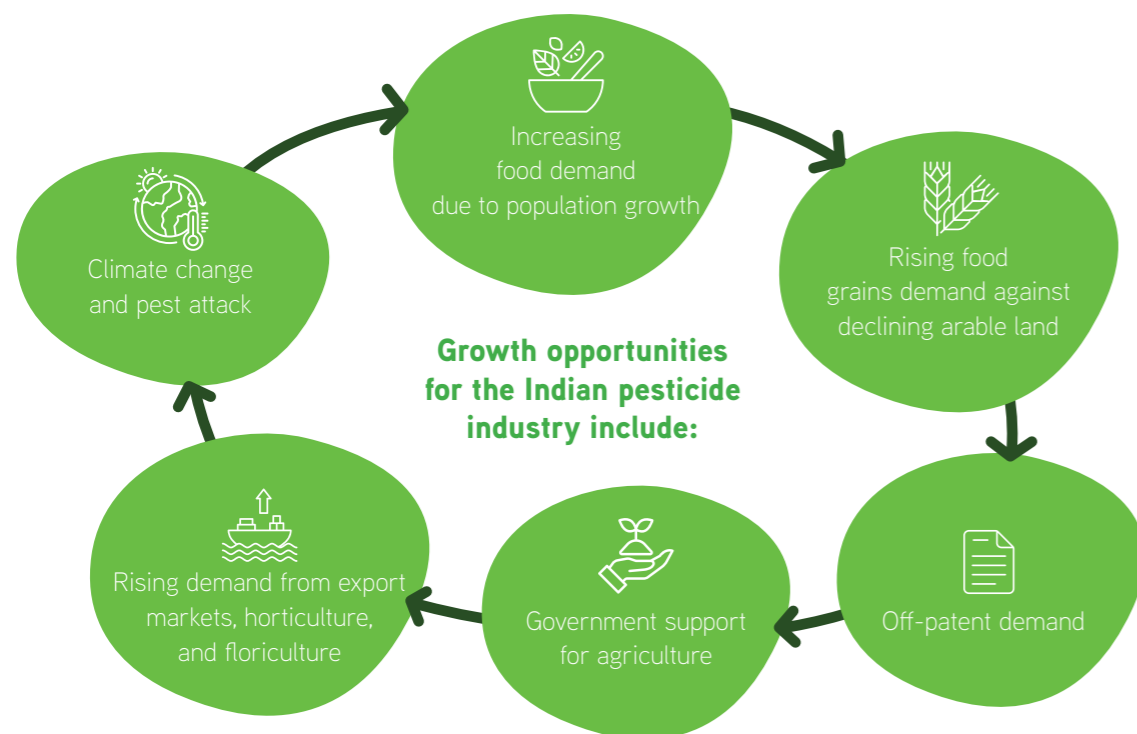 Increasing
food demand
due to population growth
Rising food
grains demand against
declining arable land
Off-patent demand
Government support
for agriculture
Rising demand from export
markets, horticulture,
and floriculture
Climate change
and pest attack
Growth opportunities
for the Indian pesticide
industry include: